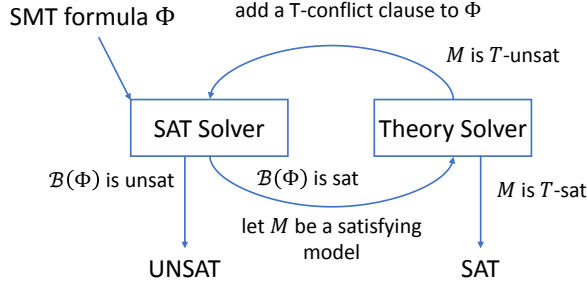 SMT formula Φ
add a T-conflict clause to Φ
M is T-unsat
SAT Solver
Theory Solver
ℬ(Φ) is unsat
ℬ(Φ) is sat
M is T-sat
let M be a satisfying
model
UNSAT
SAT